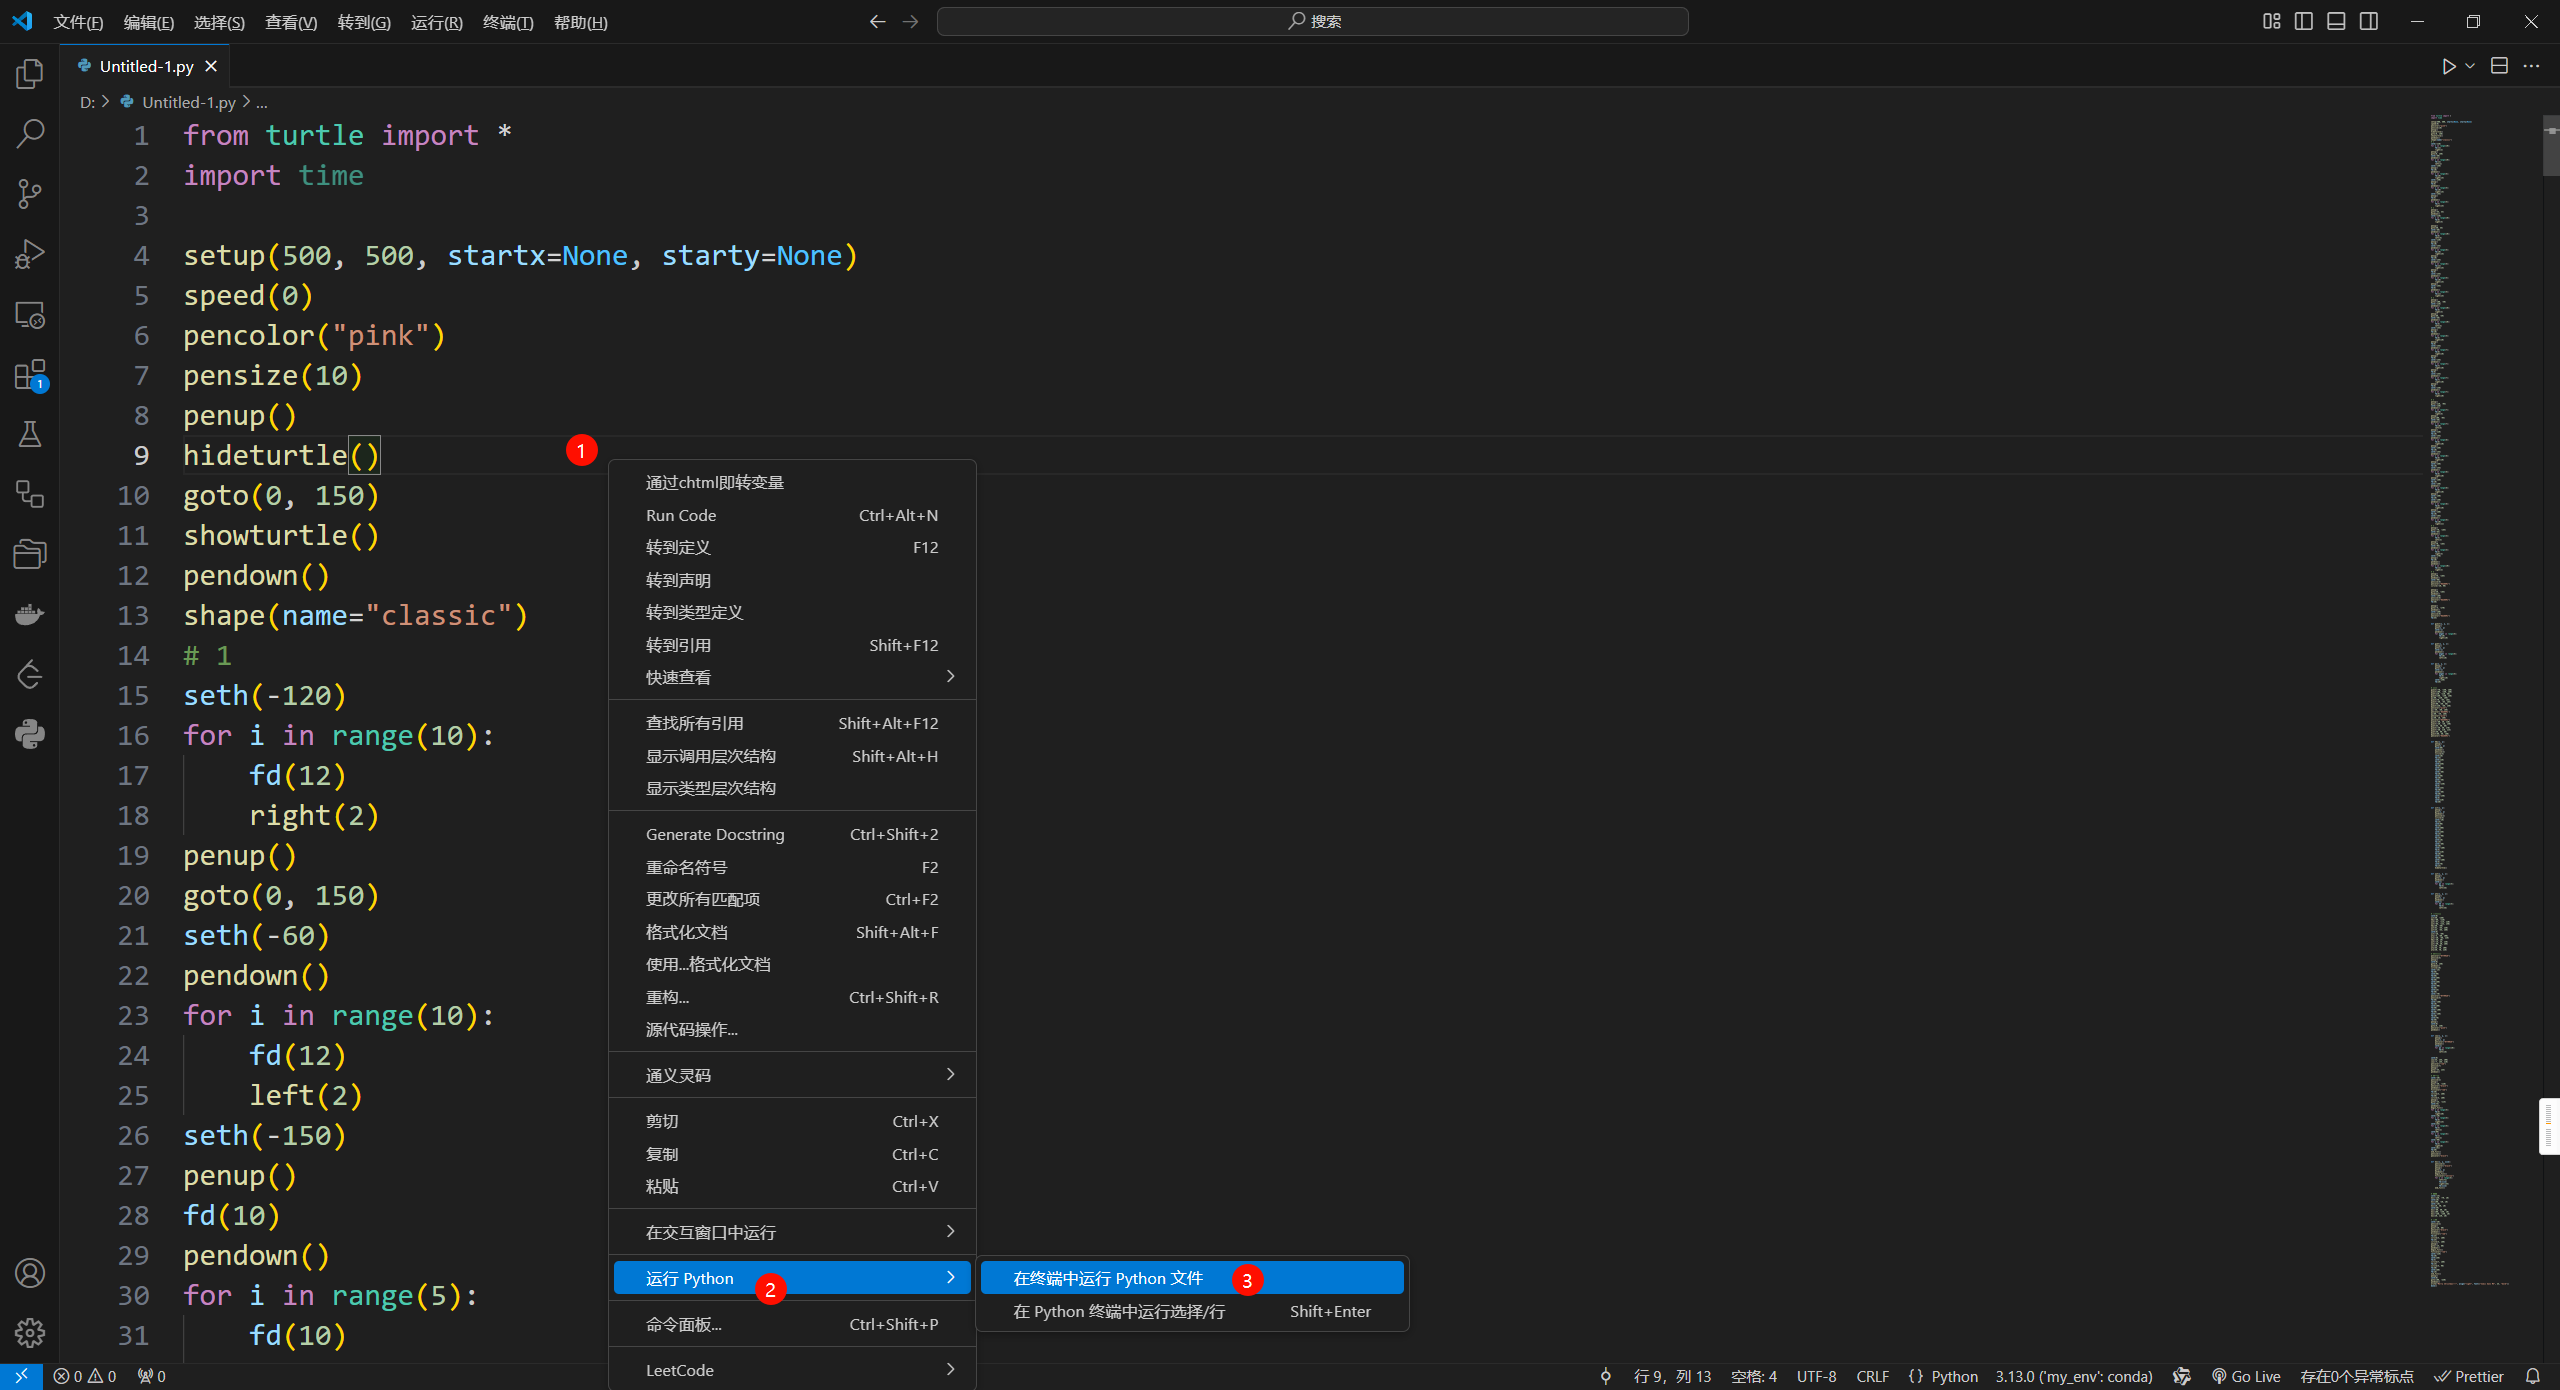 文件(F) 编辑(E) 选择(S) 查看(V) 转到(G) 运行(R) 终端(T) 帮助(H) 搜索
Untitled-1.py
D: > Untitled-1.py > ...
1 from turtle import *
2 import time
3
4 setup(500, 500, startx=None, starty=None)
5 speed(0)
6 pencolor("pink")
7 pensize(10)
8 penup()
9 hideturtle()
10 goto(0, 150)
11 showturtle()
12 pendown()
13 shape(name="classic")
14 # 1
15 seth(-120)
16 for i in range(10):
17 fd(12)
18 right(2)
19 penup()
20 goto(0, 150)
21 seth(-60)
22 pendown()
23 for i in range(10):
24 fd(12)
25 left(2)
26 seth(-150)
27 penup()
28 fd(10)
29 pendown()
30 for i in range(5):
31 fd(10)
1
1
通过chtml即转变量
Run Code Ctrl+Alt+N
转到定义 F12
转到声明
转到类型定义
转到引用 Shift+F12
快速查看
查找所有引用 Shift+Alt+F12
显示调用层次结构 Shift+Alt+H
显示类型层次结构
Generate Docstring Ctrl+Shift+2
重命名符号 F2
更改所有匹配项 Ctrl+F2
格式化文档 Shift+Alt+F
使用...格式化文档
重构... Ctrl+Shift+R
源代码操作...
通义灵码
剪切 Ctrl+X
复制 Ctrl+C
粘贴 Ctrl+V
在交互窗口中运行
运行 Python 2
命令面板... Ctrl+Shift+P
LeetCode
在终端中运行 Python 文件 3
在 Python 终端中运行选择/行 Shift+Enter
0 0 0 行 9，列 13 空格: 4 UTF-8 CRLF {} Python 3.13.0 ('my_env': conda) Go Live 存在0个异常标点 Prettier